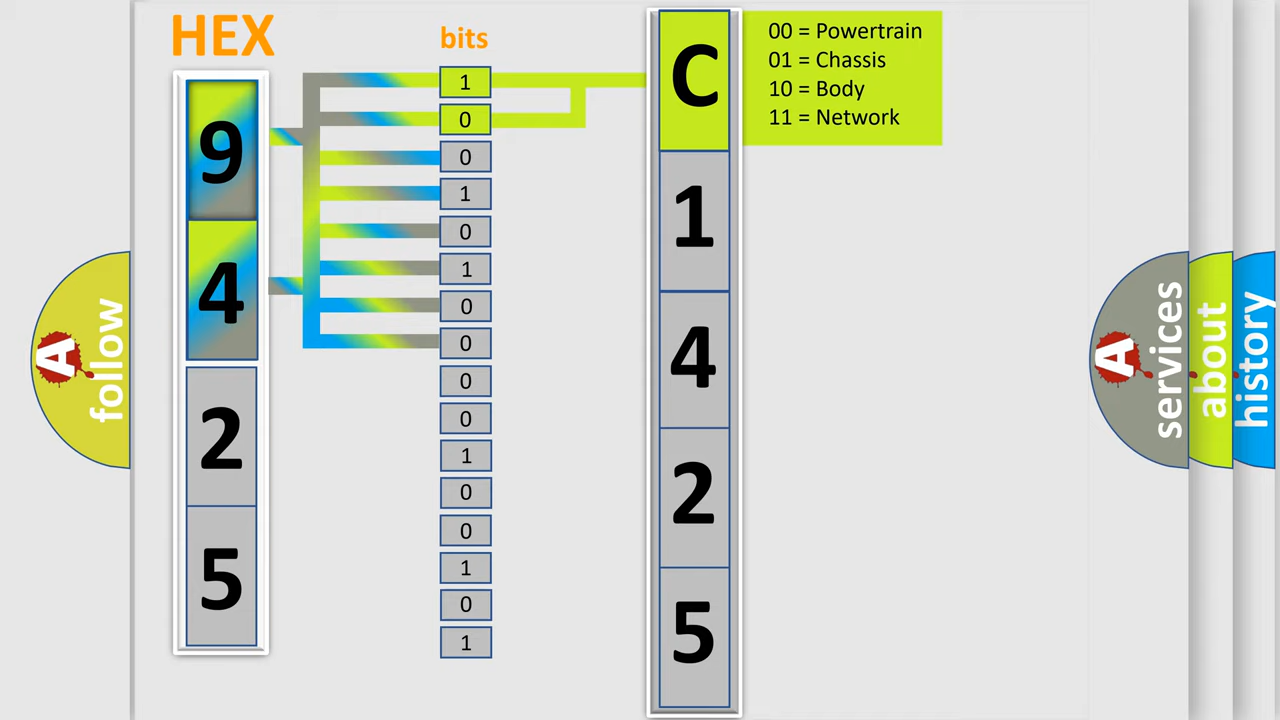 HEX
bits
9
4
2
5
1
0
0
1
0
1
0
0
0
0
1
0
0
1
0
1
C
1
4
2
5
00 = Powertrain
01 = Chassis
10 = Body
11 = Network
A
follow
A
services
about
history